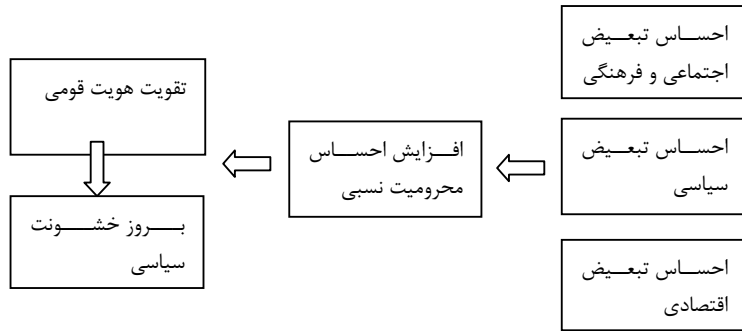 احساس تبعیض
اجتماعی و فرهنگی
احساس تبعیض
سیاسی
احساس تبعیض
اقتصادی
افزایش احساس
محرومیت نسبی
تقویت هویت قومی
بروز خشونت
سیاسی